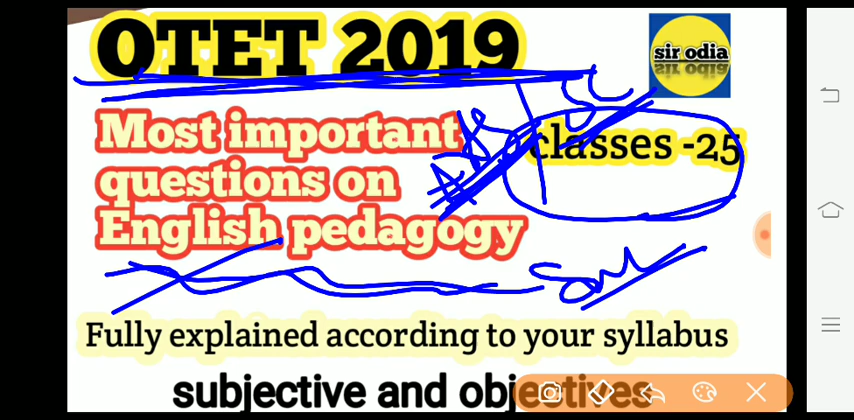 OTET 2019
sir odia
Most important
questions on
English pedagogy
classes -25
Fully explained according to your syllabus
subjective and objectives